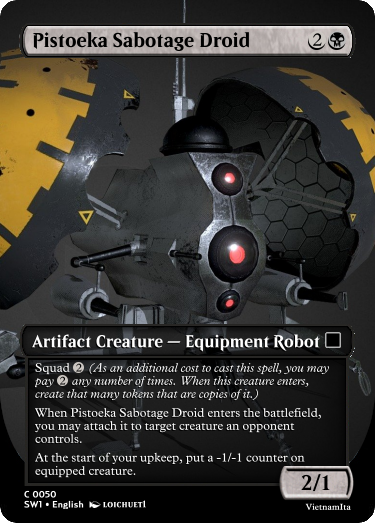 Pistoeka Sabotage Droid 2
Artifact Creature — Equipment Robot
Squad 2 (As an additional cost to cast this spell, you may
pay 2 any number of times. When this creature enters,
create that many tokens that are copies of it.)
When Pistoeka Sabotage Droid enters the battlefield,
you may attach it to target creature an opponent
controls.
At the start of your upkeep, put a -1/-1 counter on
equipped creature.
2/1
C 0050
SW1 • English LOICHUETI
VietnamIta